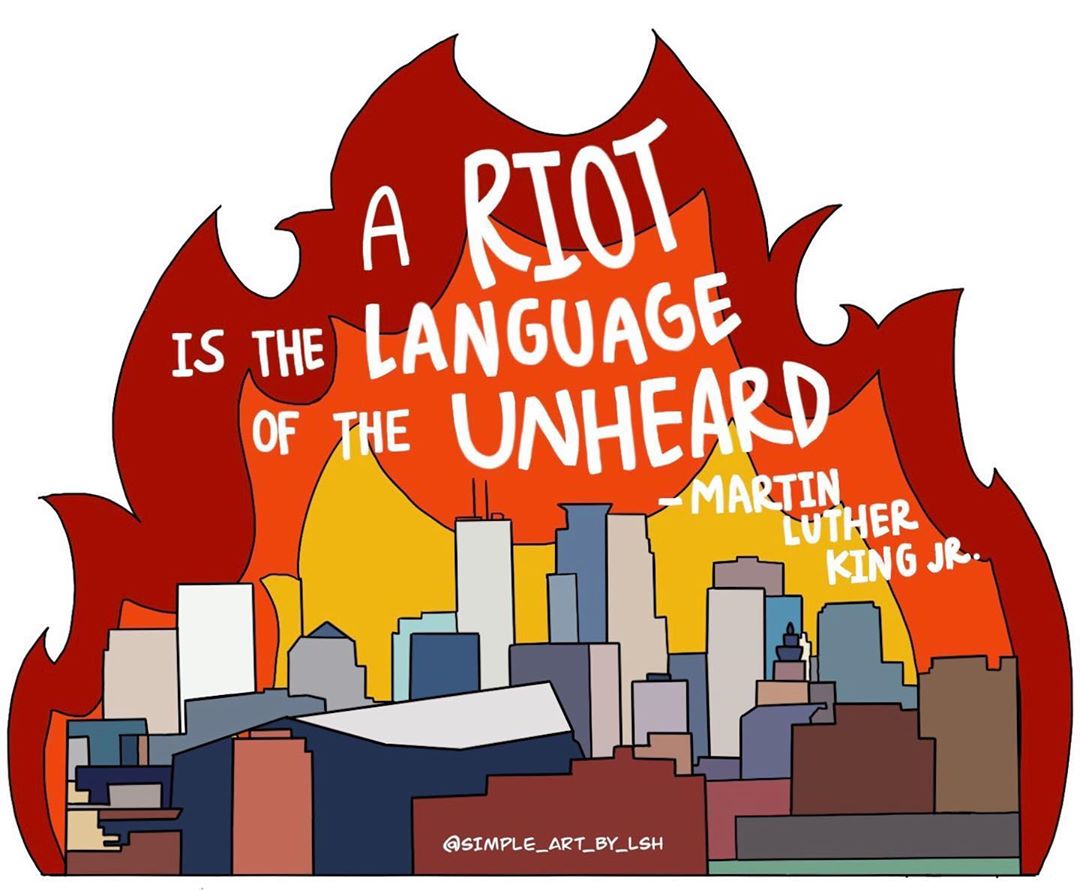 A RIOT
IS THE LANGUAGE
OF THE UNHEARD
- MARTIN
LUTHER
KING JR.
@SIMPLE_ART_BY_LSH